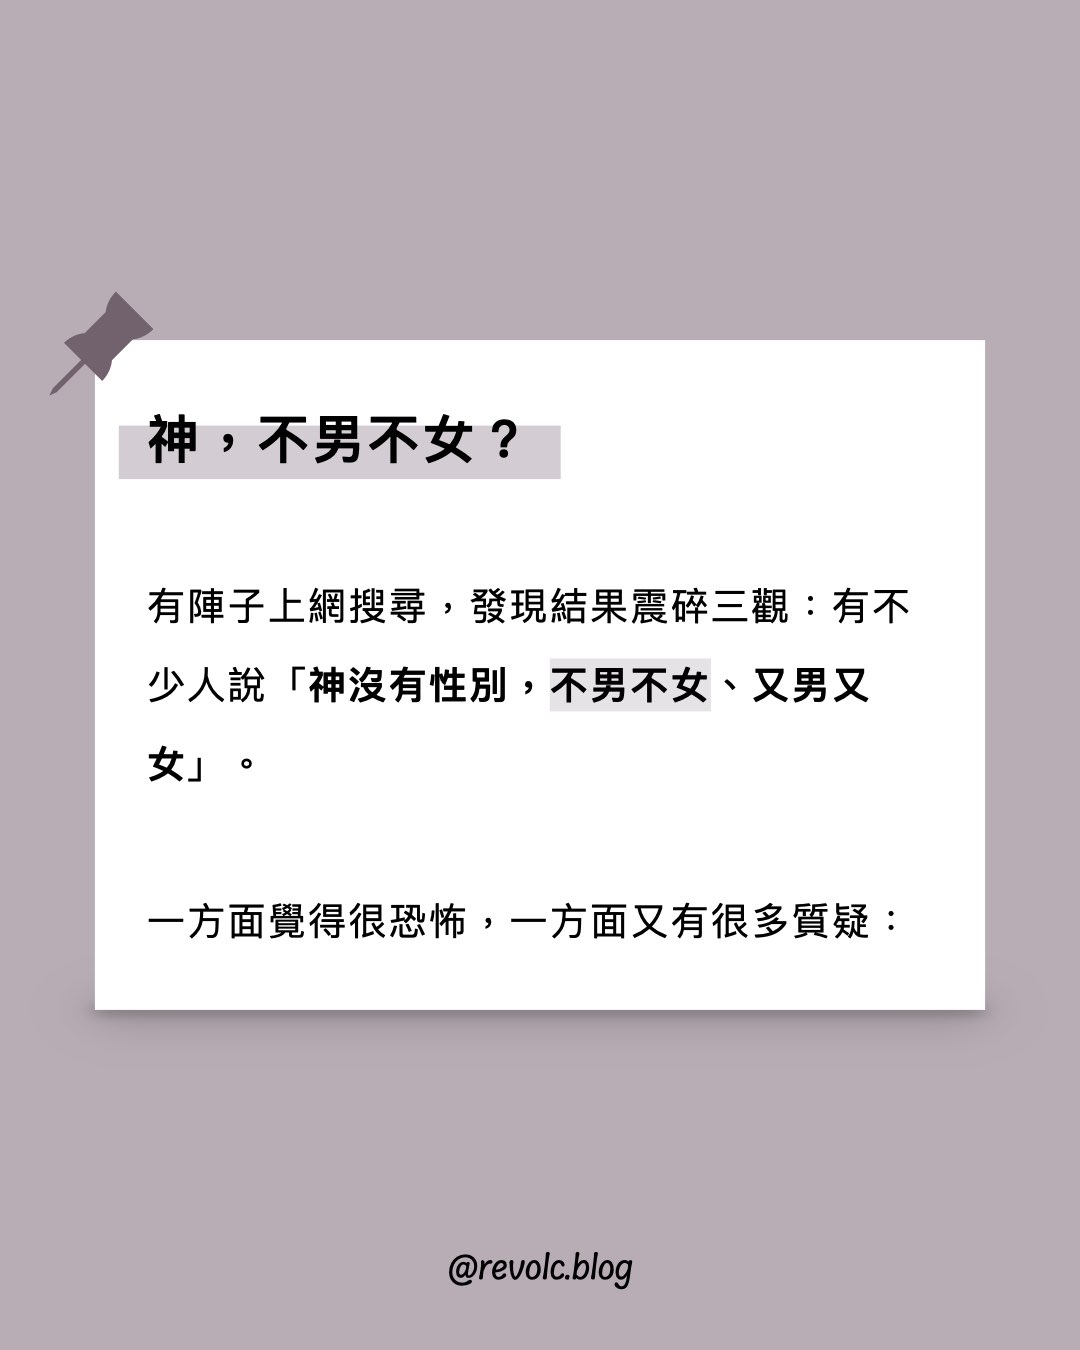 神，不男不女？
有陣子上網搜尋，發現結果震碎三觀：有不
少人說「神沒有性別，不男不女、又男又
女」。
一方面覺得很恐怖，一方面又有很多質疑：
@revolc.blog